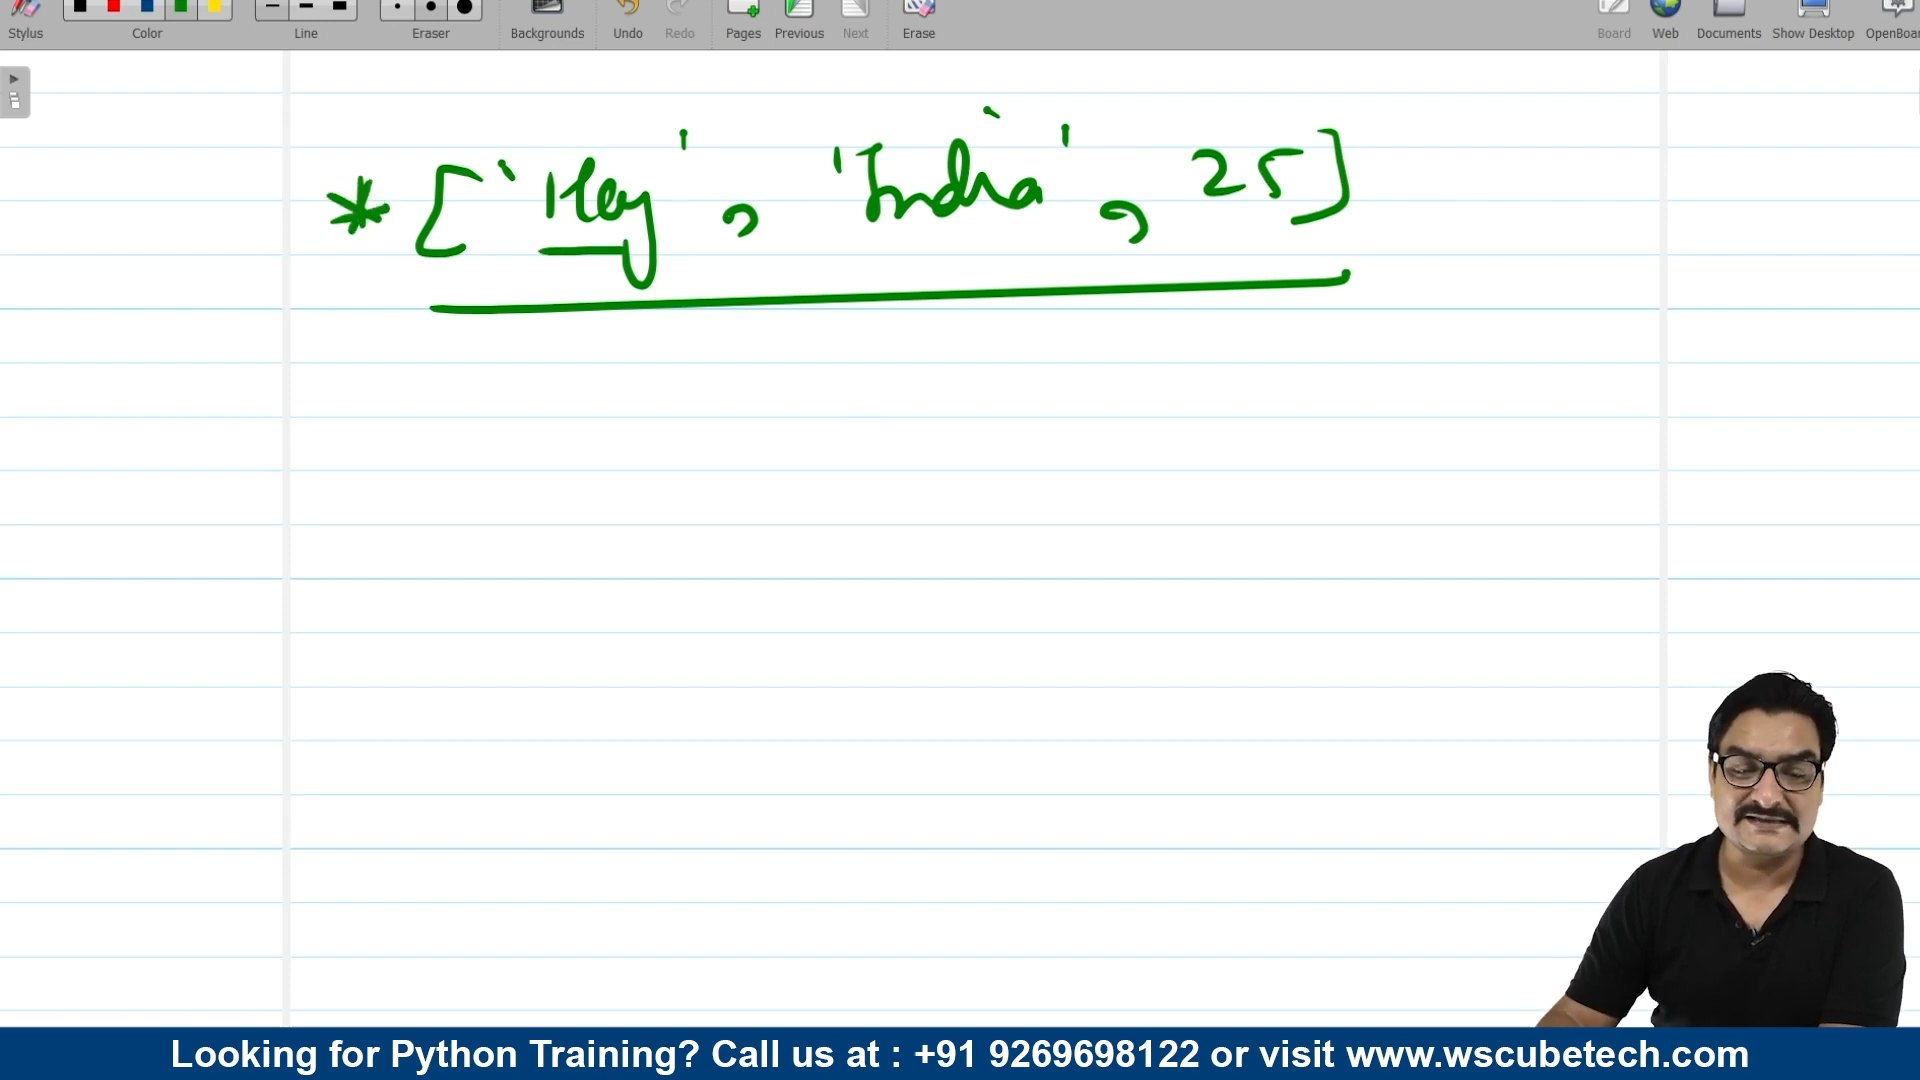 Stylus Color Line Eraser Backgrounds Undo Redo Pages Previous Next Erase Board Web Documents Show Desktop OpenBoar
* ['Hey', 'India', 25]
Looking for Python Training? Call us at : +91 9269698122 or visit www.wscubetech.com